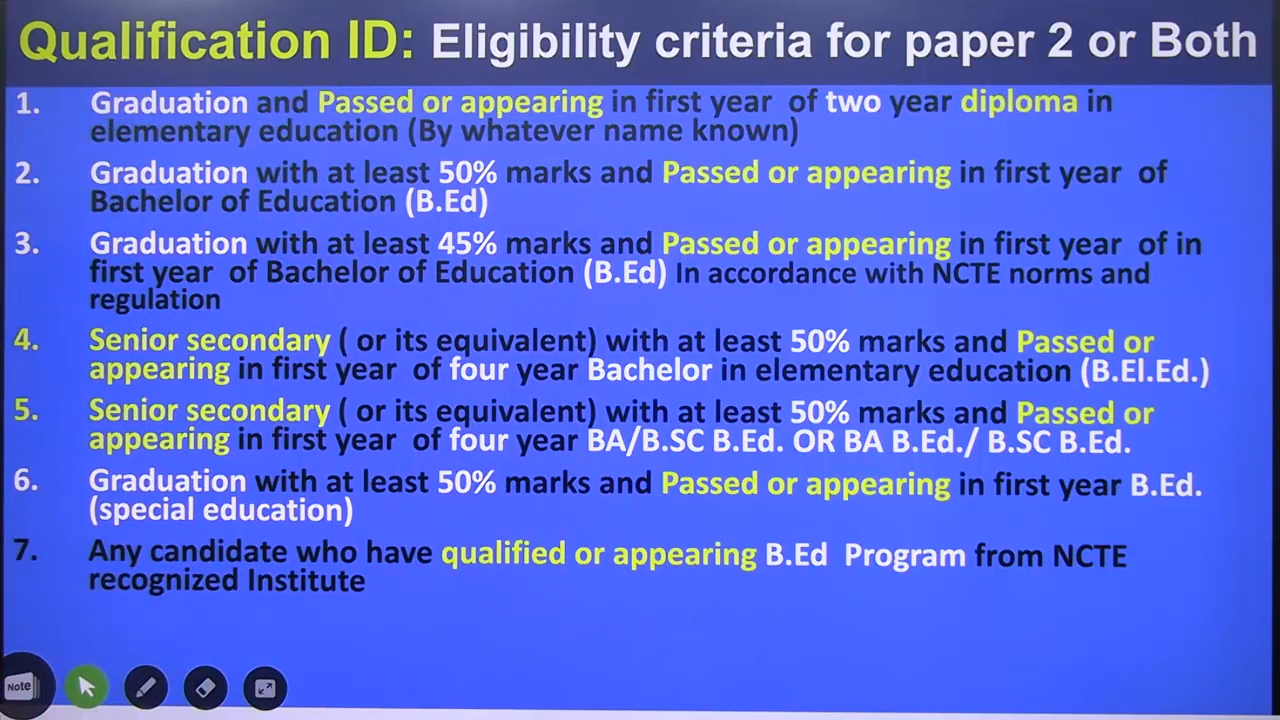 Qualification ID: Eligibility criteria for paper 2 or Both
1. Graduation and Passed or appearing in first year of two year diploma in
elementary education (By whatever name known)
2. Graduation with at least 50% marks and Passed or appearing in first year of
Bachelor of Education (B.Ed)
3. Graduation with at least 45% marks and Passed or appearing in first year of in
first year of Bachelor of Education (B.Ed) In accordance with NCTE norms and
regulation
4. Senior secondary ( or its equivalent) with at least 50% marks and Passed or
appearing in first year of four year Bachelor in elementary education (B.El.Ed.)
5. Senior secondary ( or its equivalent) with at least 50% marks and Passed or
appearing in first year of four year BA/B.SC B.Ed. OR BA B.Ed./ B.SC B.Ed.
6. Graduation with at least 50% marks and Passed or appearing in first year B.Ed.
(special education)
7. Any candidate who have qualified or appearing B.Ed Program from NCTE
recognized Institute
Note